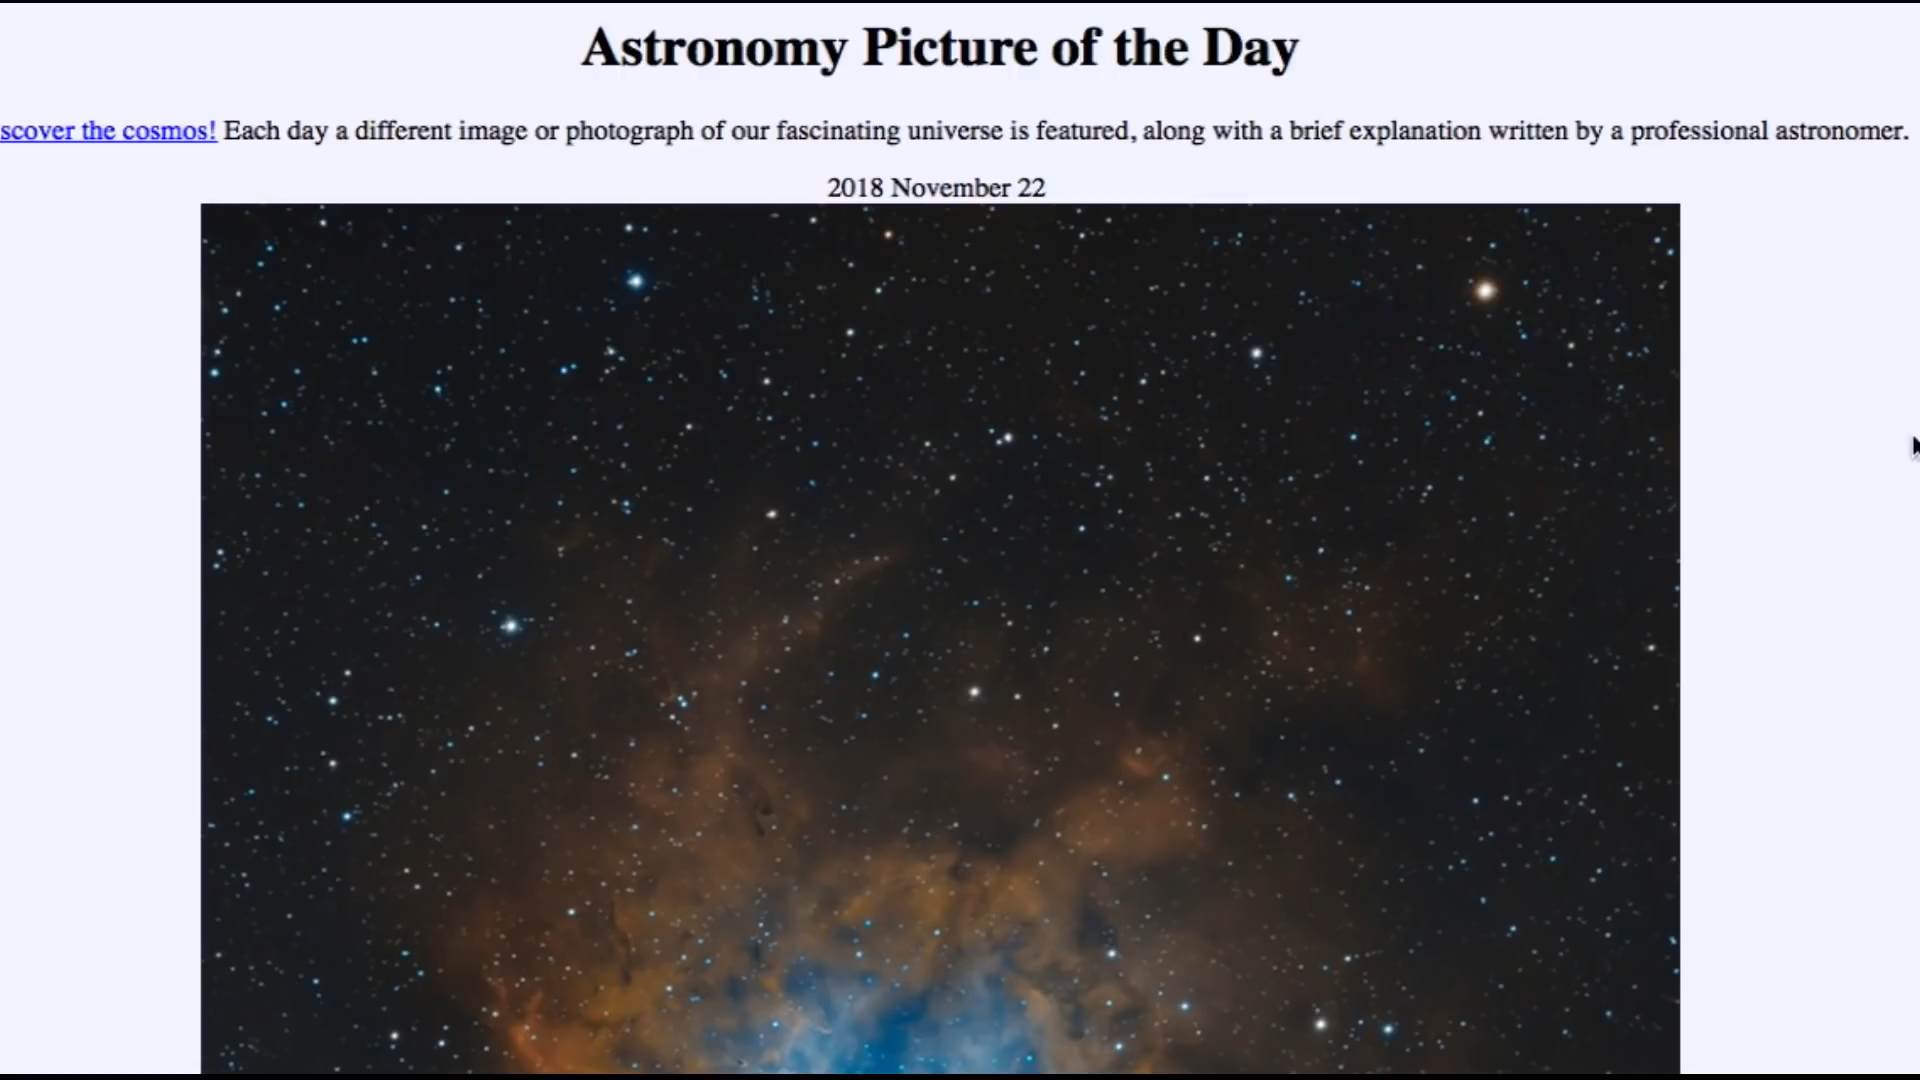 Astronomy Picture of the Day
scover the cosmos! Each day a different image or photograph of our fascinating universe is featured, along with a brief explanation written by a professional astronomer.
2018 November 22